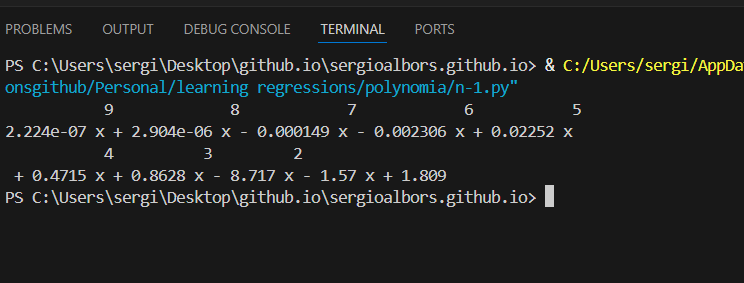 PROBLEMS OUTPUT DEBUG CONSOLE TERMINAL PORTS
PS C:\Users\sergi\Desktop\github.io\sergioalbors.github.io> & C:/Users/sergi/AppDa
onsgithub/Personal/learning regressions/polynomia/n-1.py"
9 8 7 6 5
2.224e-07 x + 2.904e-06 x - 0.000149 x - 0.002306 x + 0.02252 x
4 3 2
+ 0.4715 x + 0.8628 x - 8.717 x - 1.57 x + 1.809
PS C:\Users\sergi\Desktop\github.io\sergioalbors.github.io>